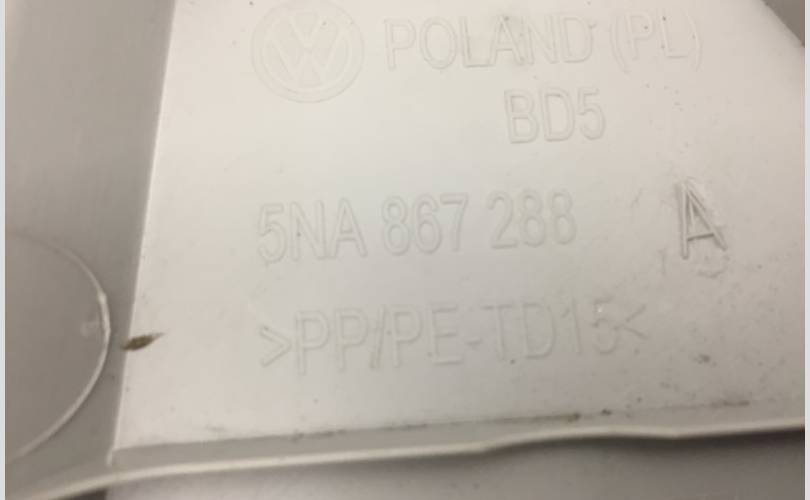 POLAND (PL)
BD5
5NA 867 288 A
>PP/PE-TD15<